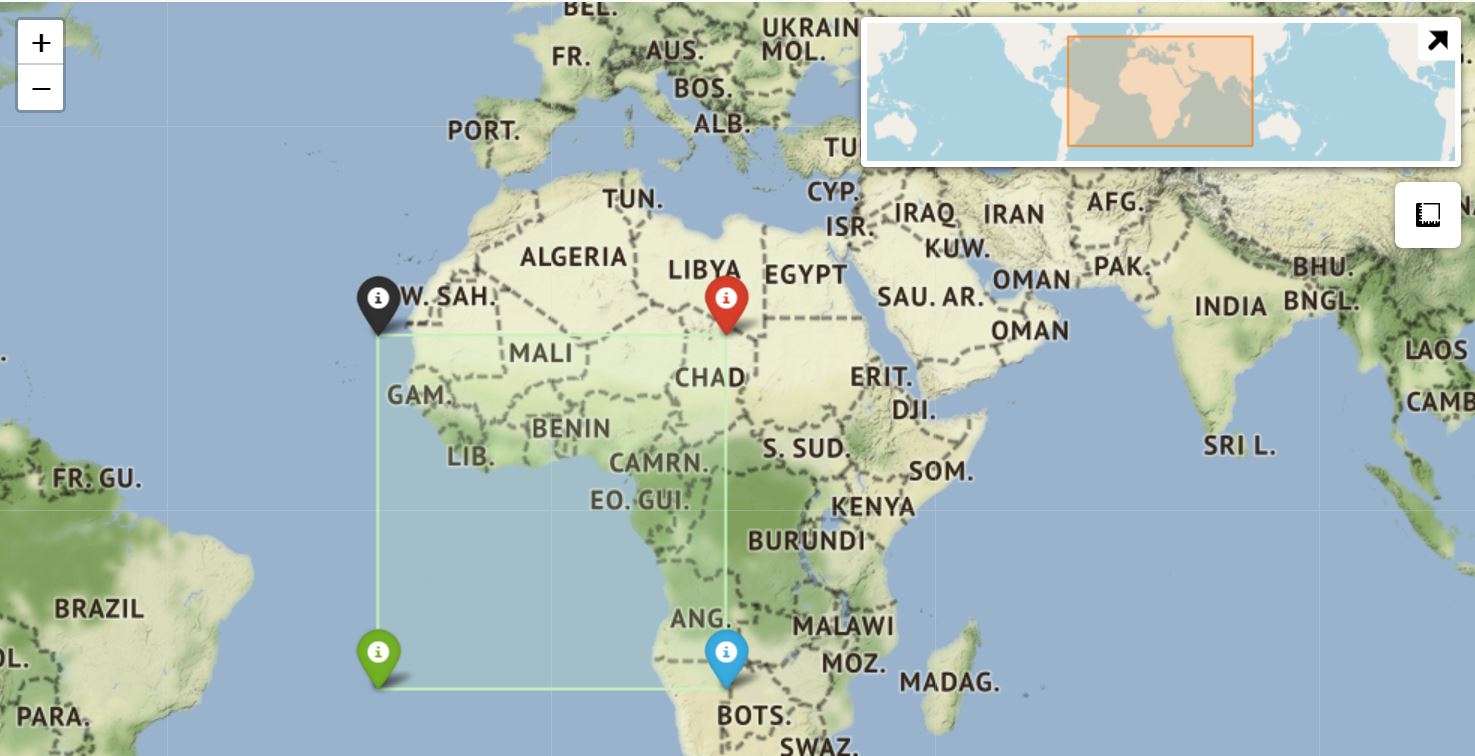 BEL.
UKRAIN
MOL.
FR.
AUS.
BOS.
ALB.
PORT.
TU
TUN.
CYP.
ISR.
IRAQ
IRAN
AFG.
KUW.
ALGERIA
LIBYA
EGYPT
OMAN
PAK.
BHU.
W. SAH.
SAU. AR.
INDIA
BNGL.
OMAN
MALI
LAOS
CHAD
ERIT.
GAM.
DJI.
CAMB
BENIN
LIB.
CAMRN.
S. SUD.
SRI L.
SOM.
FR. GU.
EQ. GUI.
KENYA
BURUNDI
BRAZIL
ANG.
MALAWI
OL.
MOZ.
MADAG.
PARA.
BOTS.
SWAZ.